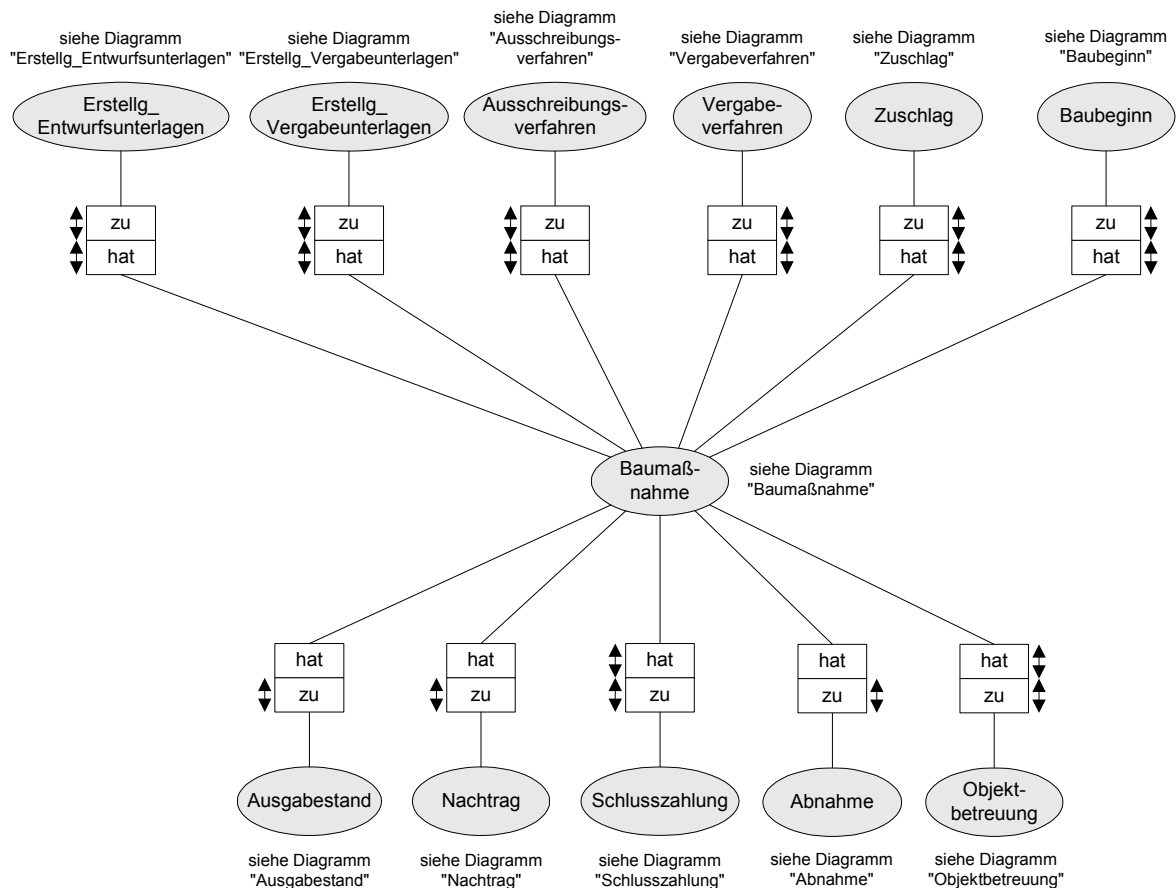 siehe Diagramm
"Erstellg_Entwurfsunterlagen"
siehe Diagramm
"Erstellg_Vergabeunterlagen"
siehe Diagramm
"Ausschreibungs-
verfahren"
siehe Diagramm
"Vergabeverfahren"
siehe Diagramm
"Zuschlag"
siehe Diagramm
"Baubeginn"
Erstellg_
Entwurfsunterlagen
Erstellg_
Vergabeunterlagen
Ausschreibungs-
verfahren
Vergabe-
verfahren
Zuschlag
Baubeginn
zu
hat
zu
hat
zu
hat
zu
hat
zu
hat
zu
hat
Baumaß-
nahme
siehe Diagramm
"Baumaßnahme"
hat
zu
hat
zu
hat
zu
hat
zu
hat
zu
Ausgabestand
Nachtrag
Schlusszahlung
Abnahme
Objekt-
betreuung
siehe Diagramm
"Ausgabestand"
siehe Diagramm
"Nachtrag"
siehe Diagramm
"Schlusszahlung"
siehe Diagramm
"Abnahme"
siehe Diagramm
"Objektbetreuung"